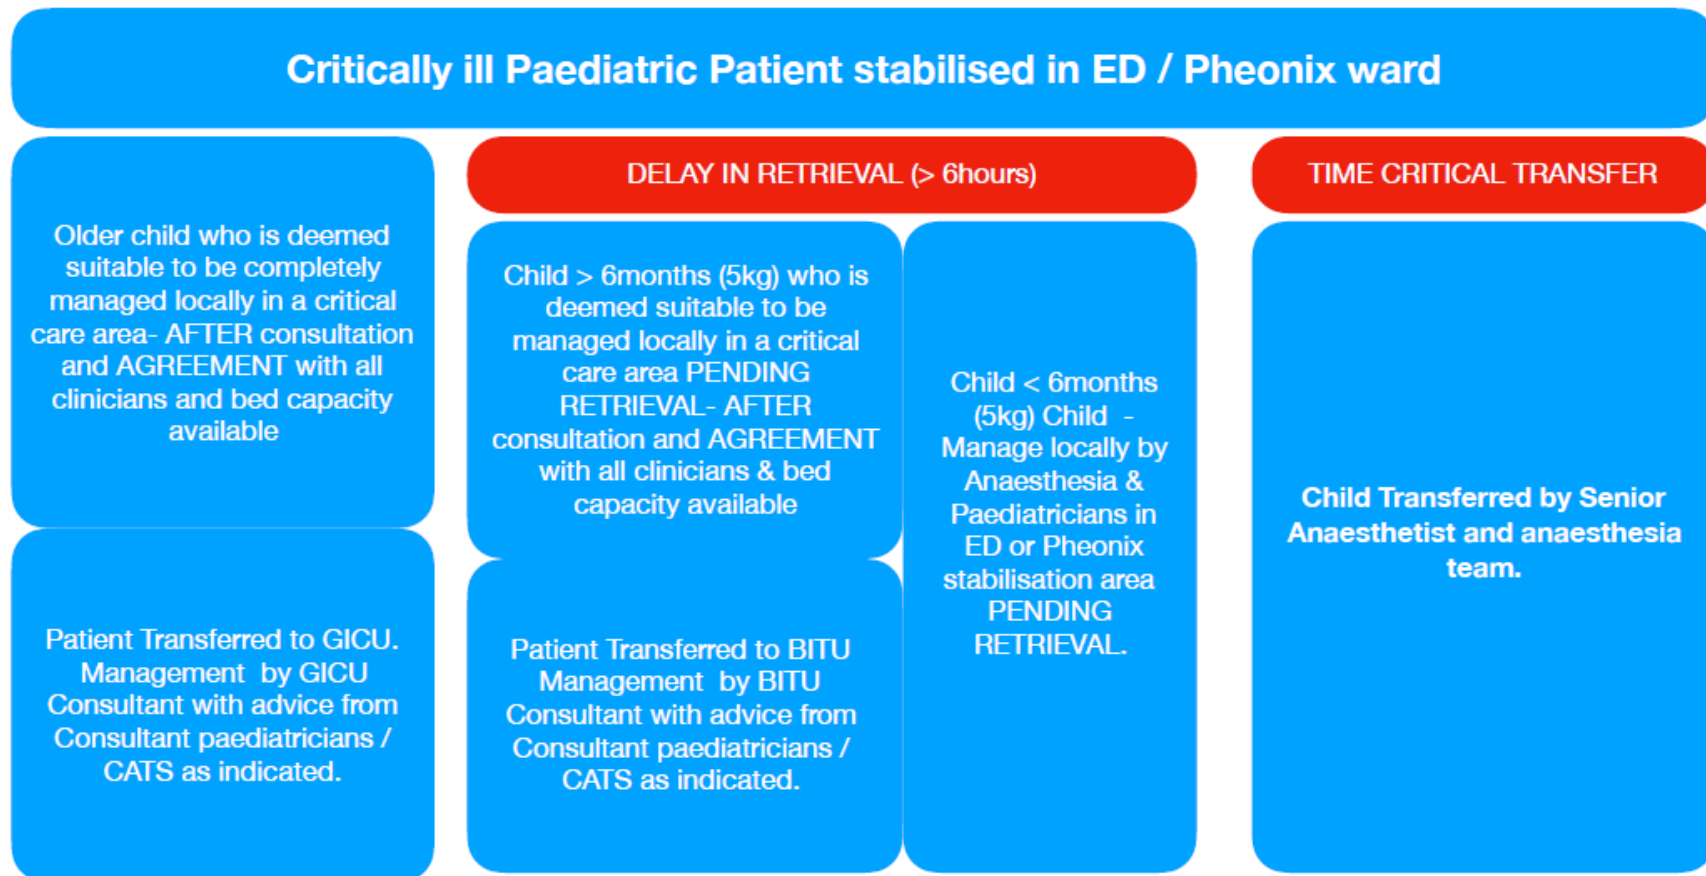 Critically ill Paediatric Patient stabilised in ED / Pheonix ward
Older child who is deemed
suitable to be completely
managed locally in a critical
care area- AFTER consultation
and AGREEMENT with all
clinicians and bed capacity
available
Patient Transferred to GICU.
Management by GICU
Consultant with advice from
Consultant paediatricians /
CATS as indicated.
DELAY IN RETRIEVAL (> 6hours)
Child > 6months (5kg) who is
deemed suitable to be
managed locally in a critical
care area PENDING
RETRIEVAL- AFTER
consultation and AGREEMENT
with all clinicians & bed
capacity available
Patient Transferred to BITU
Management by BITU
Consultant with advice from
Consultant paediatricians /
CATS as indicated.
Child < 6months
(5kg) Child -
Manage locally by
Anaesthesia &
Paediatricians in
ED or Pheonix
stabilisation area
PENDING
RETRIEVAL.
TIME CRITICAL TRANSFER
Child Transferred by Senior
Anaesthetist and anaesthesia
team.